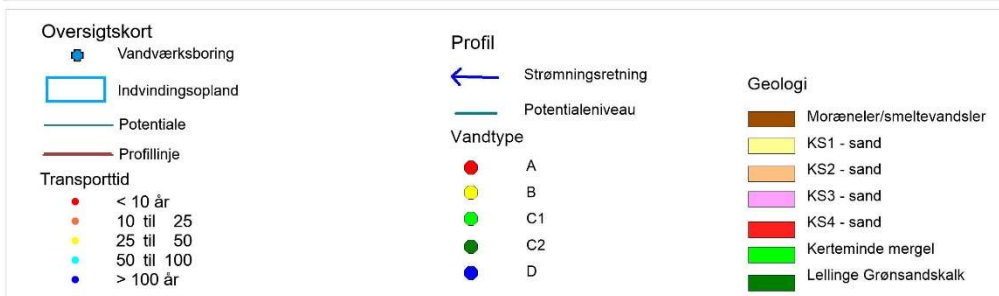 Oversigtskort
Vandværksboring
Indvindingsopland
Potentiale
Profillinje
Transporttid
< 10 år
10 til 25
25 til 50
50 til 100
> 100 år
Profil
Strømningsretning
Potentialeniveau
Vandtype
A
B
C1
C2
D
Geologi
Moræneler/smeltevandsler
KS1 - sand
KS2 - sand
KS3 - sand
KS4 - sand
Kerteminde mergel
Lellinge Grønsandskalk